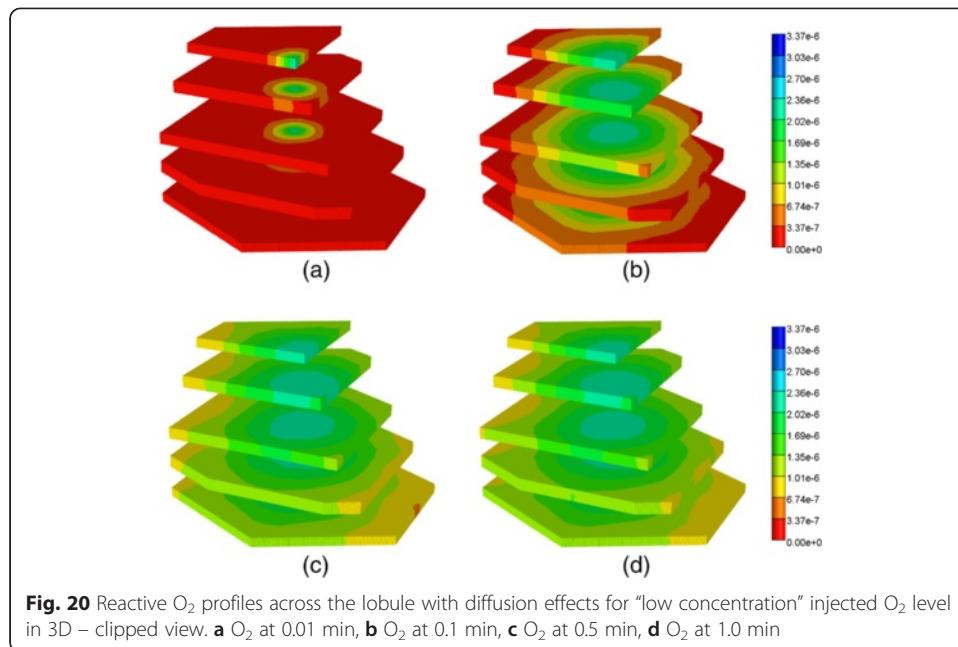 3.37e-6
3.03e-6
2.70e-6
2.36e-6
2.02e-6
1.69e-6
1.35e-6
1.01e-6
6.74e-7
3.37e-7
0.00e+0
(a)
(b)
3.37e-6
3.03e-6
2.70e-6
2.36e-6
2.02e-6
1.69e-6
1.35e-6
1.01e-6
6.74e-7
3.37e-7
0.00e+0
(c)
(d)
Fig. 20 Reactive O₂ profiles across the lobule with diffusion effects for “low concentration” injected O₂ level
in 3D – clipped view. a O₂ at 0.01 min, b O₂ at 0.1 min, c O₂ at 0.5 min, d O₂ at 1.0 min